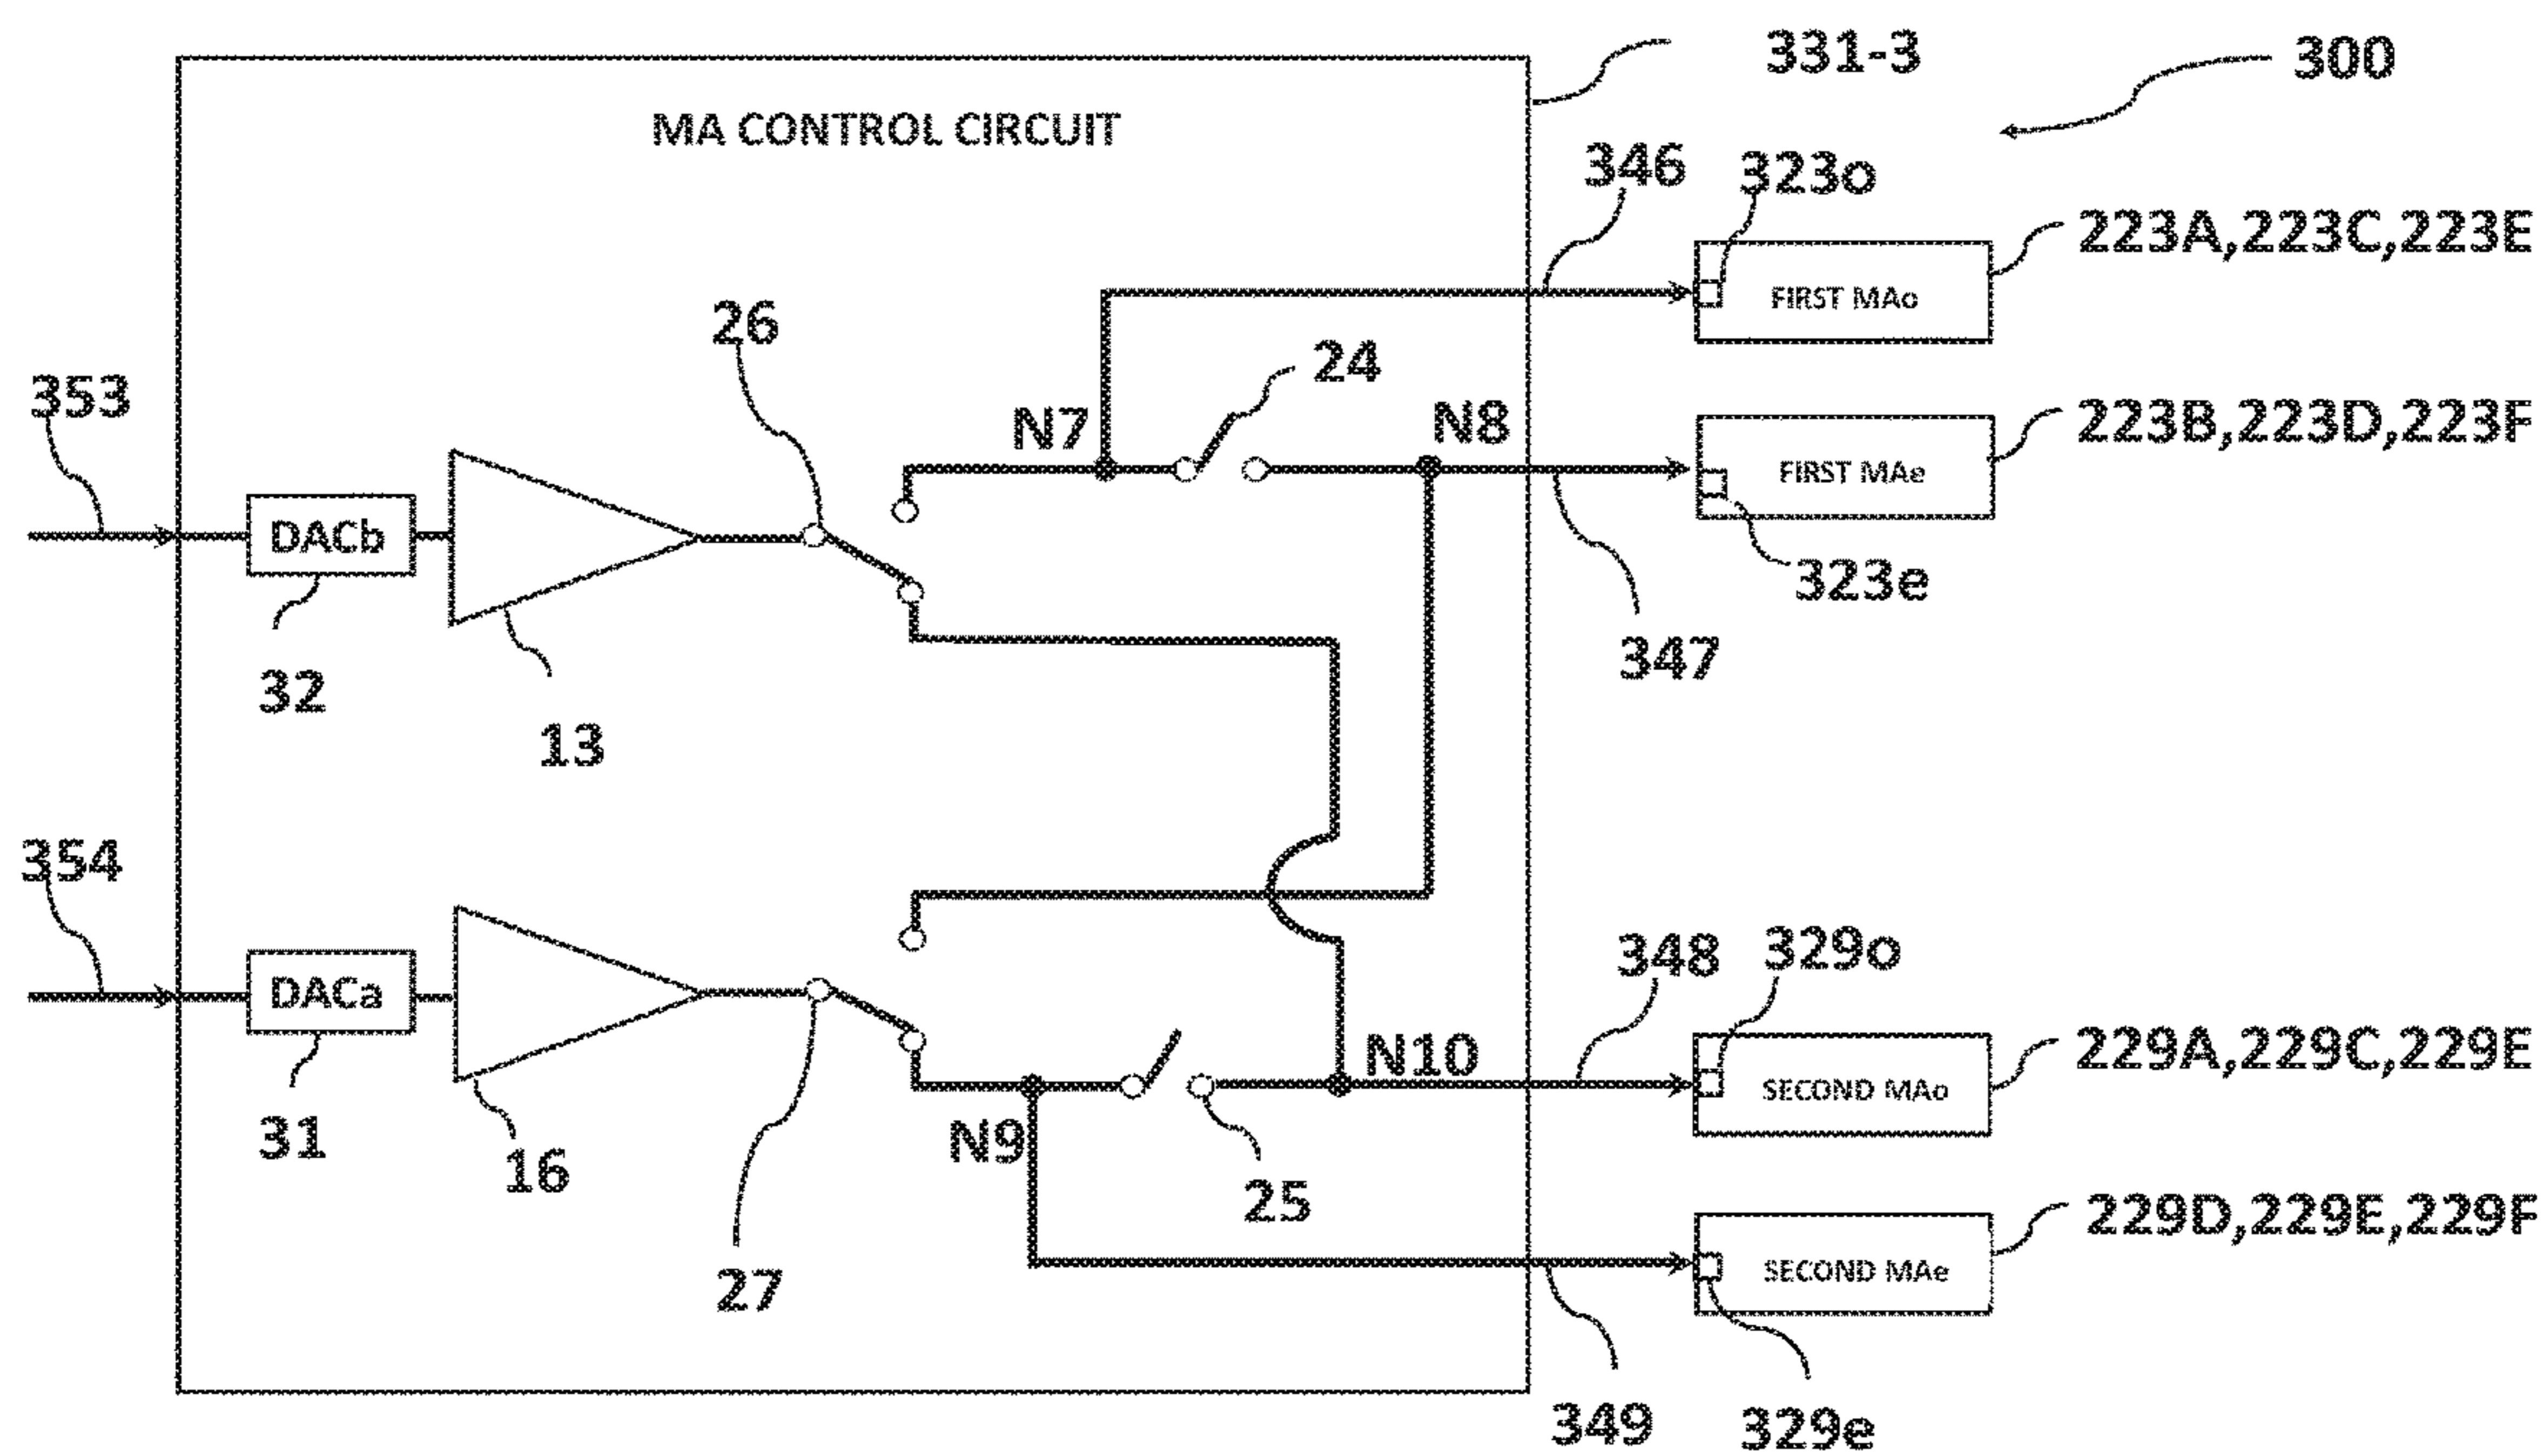 331-3
300
MA CONTROL CIRCUIT
346
323o
223A,223C,223E
FIRST MAo
26
24
353
N7
N8
223B,223D,223F
FIRST MAe
DACb
323e
347
32
13
354
348
329o
DACa
N10
229A,229C,229E
SECOND MAo
31
16
N9
25
229D,229E,229F
SECOND MAe
27
349
329e